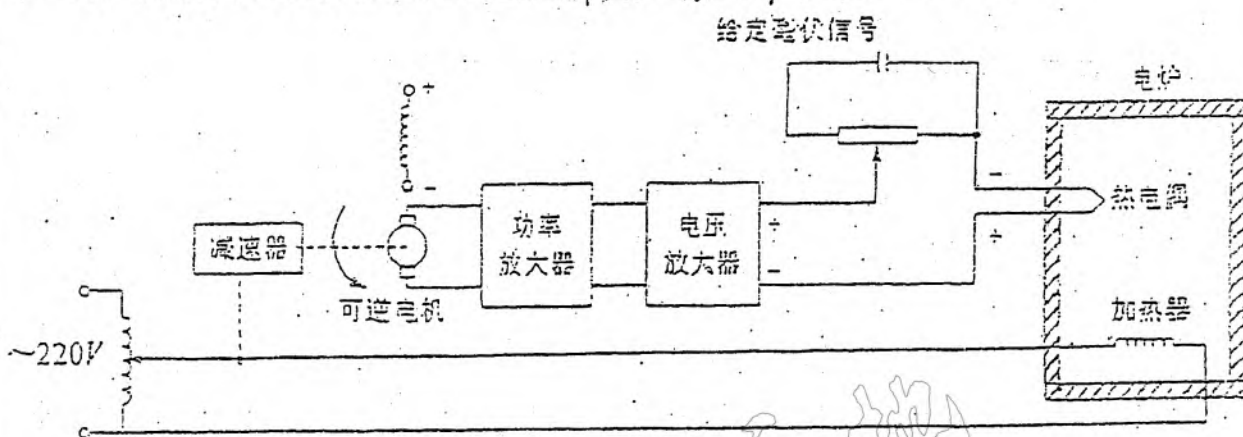 给定毫伏信号
电炉
+
-
-
热电偶
功率
放大器
电压
放大器
+
+
-
减速器
可逆电机
加热器
~220V